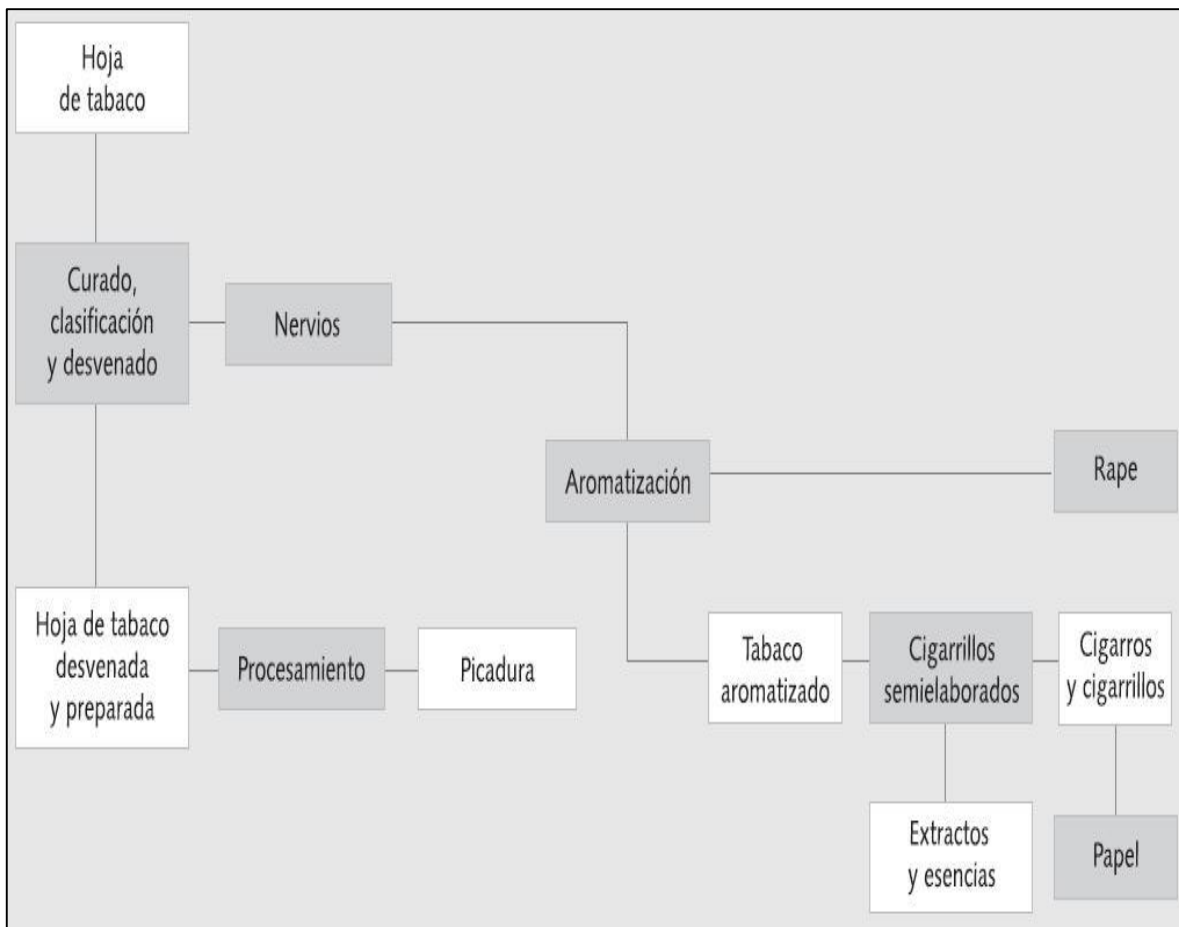 Hoja
de tabaco
Curado,
clasificación
y desvenado
Nervios
Aromatización
Rape
Hoja de tabaco
desvenada
y preparada
Procesamiento
Picadura
Tabaco
aromatizado
Cigarrillos
semielaborados
Cigarros
y cigarrillos
Extractos
y esencias
Papel